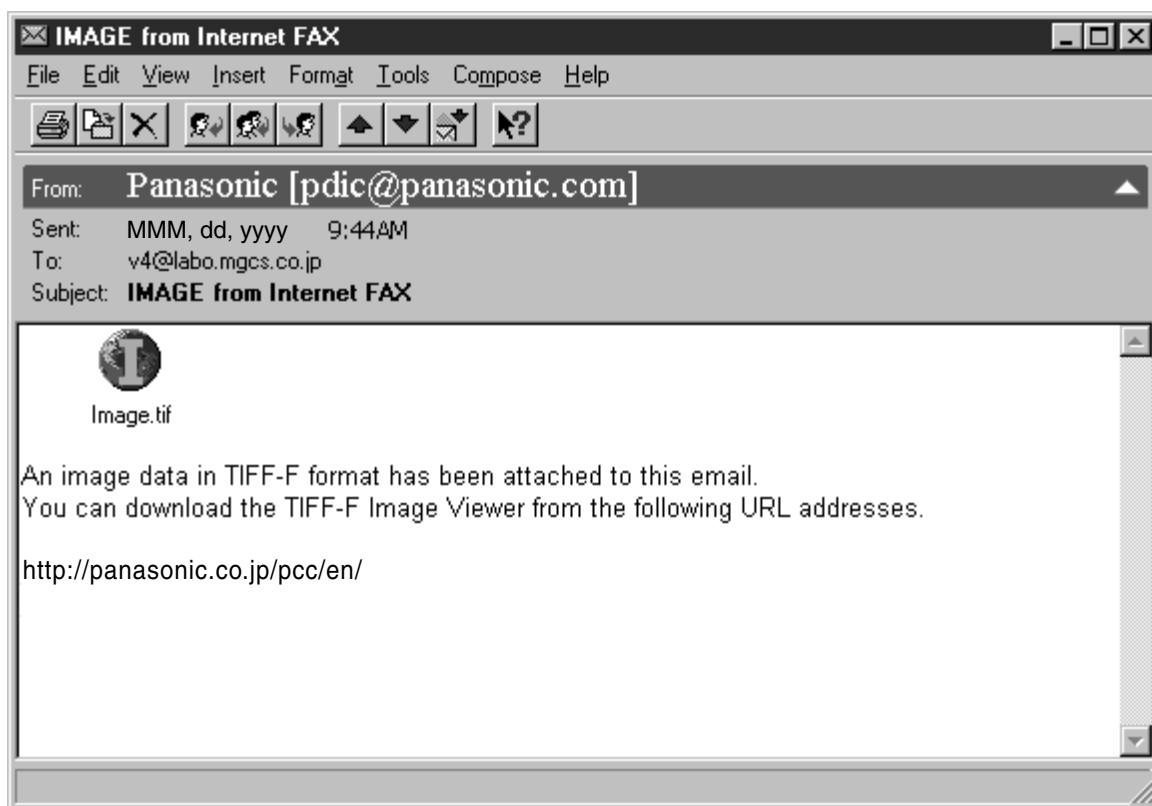 IMAGE from Internet FAX
File Edit View Insert Format Tools Compose Help
From: Panasonic [pdic@panasonic.com]
Sent: MMM, dd, yyyy 9:44AM
To: v4@labo.mgcs.co.jp
Subject: IMAGE from Internet FAX
Image.tif
An image data in TIFF-F format has been attached to this email.
You can download the TIFF-F Image Viewer from the following URL addresses.
http://panasonic.co.jp/pcc/en/